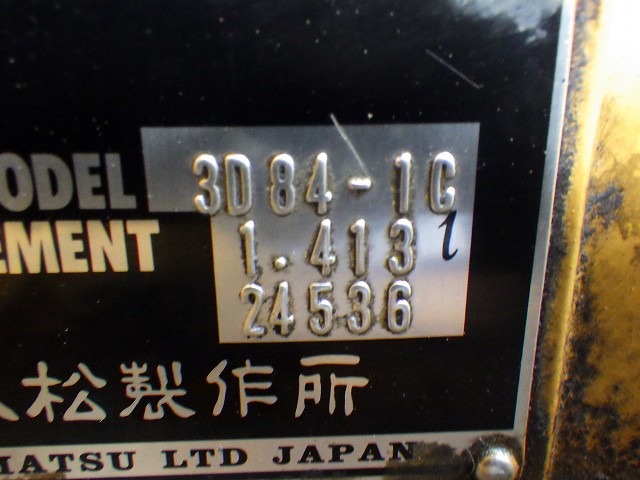 ODEL 3D84-1C
EMENT 1.413 l
24536
松製作所
MATSU LTD JAPAN